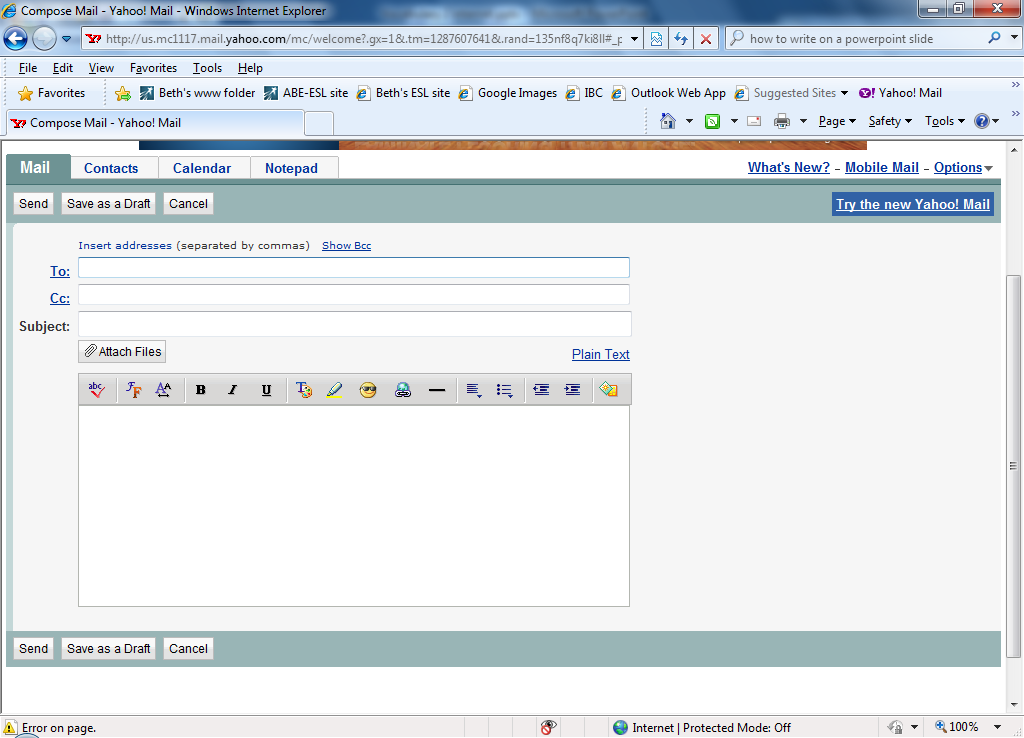 Compose Mail - Yahoo! Mail - Windows Internet Explorer
http://us.mc1117.mail.yahoo.com/mc/welcome?.gx=1&.tm=1287607641&.rand=135nf8q7ki8ll#_p
how to write on a powerpoint slide
File Edit View Favorites Tools Help
Favorites Beth's www folder ABE-ESL site Beth's ESL site Google Images IBC Outlook Web App Suggested Sites Yahoo! Mail
Compose Mail - Yahoo! Mail
Page Safety Tools
Mail Contacts Calendar Notepad
What's New? - Mobile Mail - Options
Send Save as a Draft Cancel
Try the new Yahoo! Mail
Insert addresses (separated by commas) Show Bcc
To:
Cc:
Subject:
Attach Files
Plain Text
abc B I U
Send Save as a Draft Cancel
Error on page.
Internet | Protected Mode: Off
100%